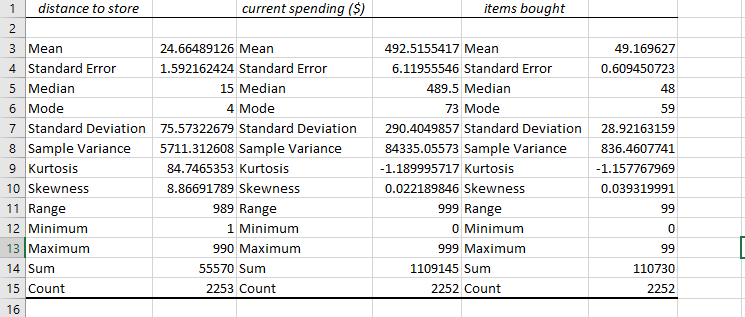 1 distance to store current spending ($) items bought
2
3 Mean 24.66489126 Mean 492.5155417 Mean 49.169627
4 Standard Error 1.592162424 Standard Error 6.11955546 Standard Error 0.609450723
5 Median 15 Median 489.5 Median 48
6 Mode 4 Mode 73 Mode 59
7 Standard Deviation 75.57322679 Standard Deviation 290.4049857 Standard Deviation 28.92163159
8 Sample Variance 5711.312608 Sample Variance 84335.05573 Sample Variance 836.4607741
9 Kurtosis 84.7465353 Kurtosis -1.189995717 Kurtosis -1.157767969
10 Skewness 8.86691789 Skewness 0.022189846 Skewness 0.039319991
11 Range 989 Range 999 Range 99
12 Minimum 1 Minimum 0 Minimum 0
13 Maximum 990 Maximum 999 Maximum 99
14 Sum 55570 Sum 1109145 Sum 110730
15 Count 2253 Count 2252 Count 2252
16